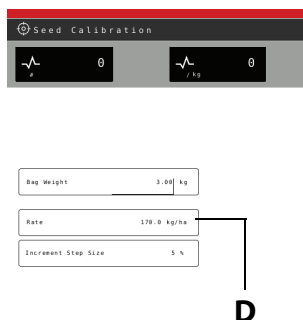 Seed Calibration
0
#
0
/ kg
Bag Weight 3.00 kg
Rate 170.0 kg/ha
Increment Step Size 5 %
D